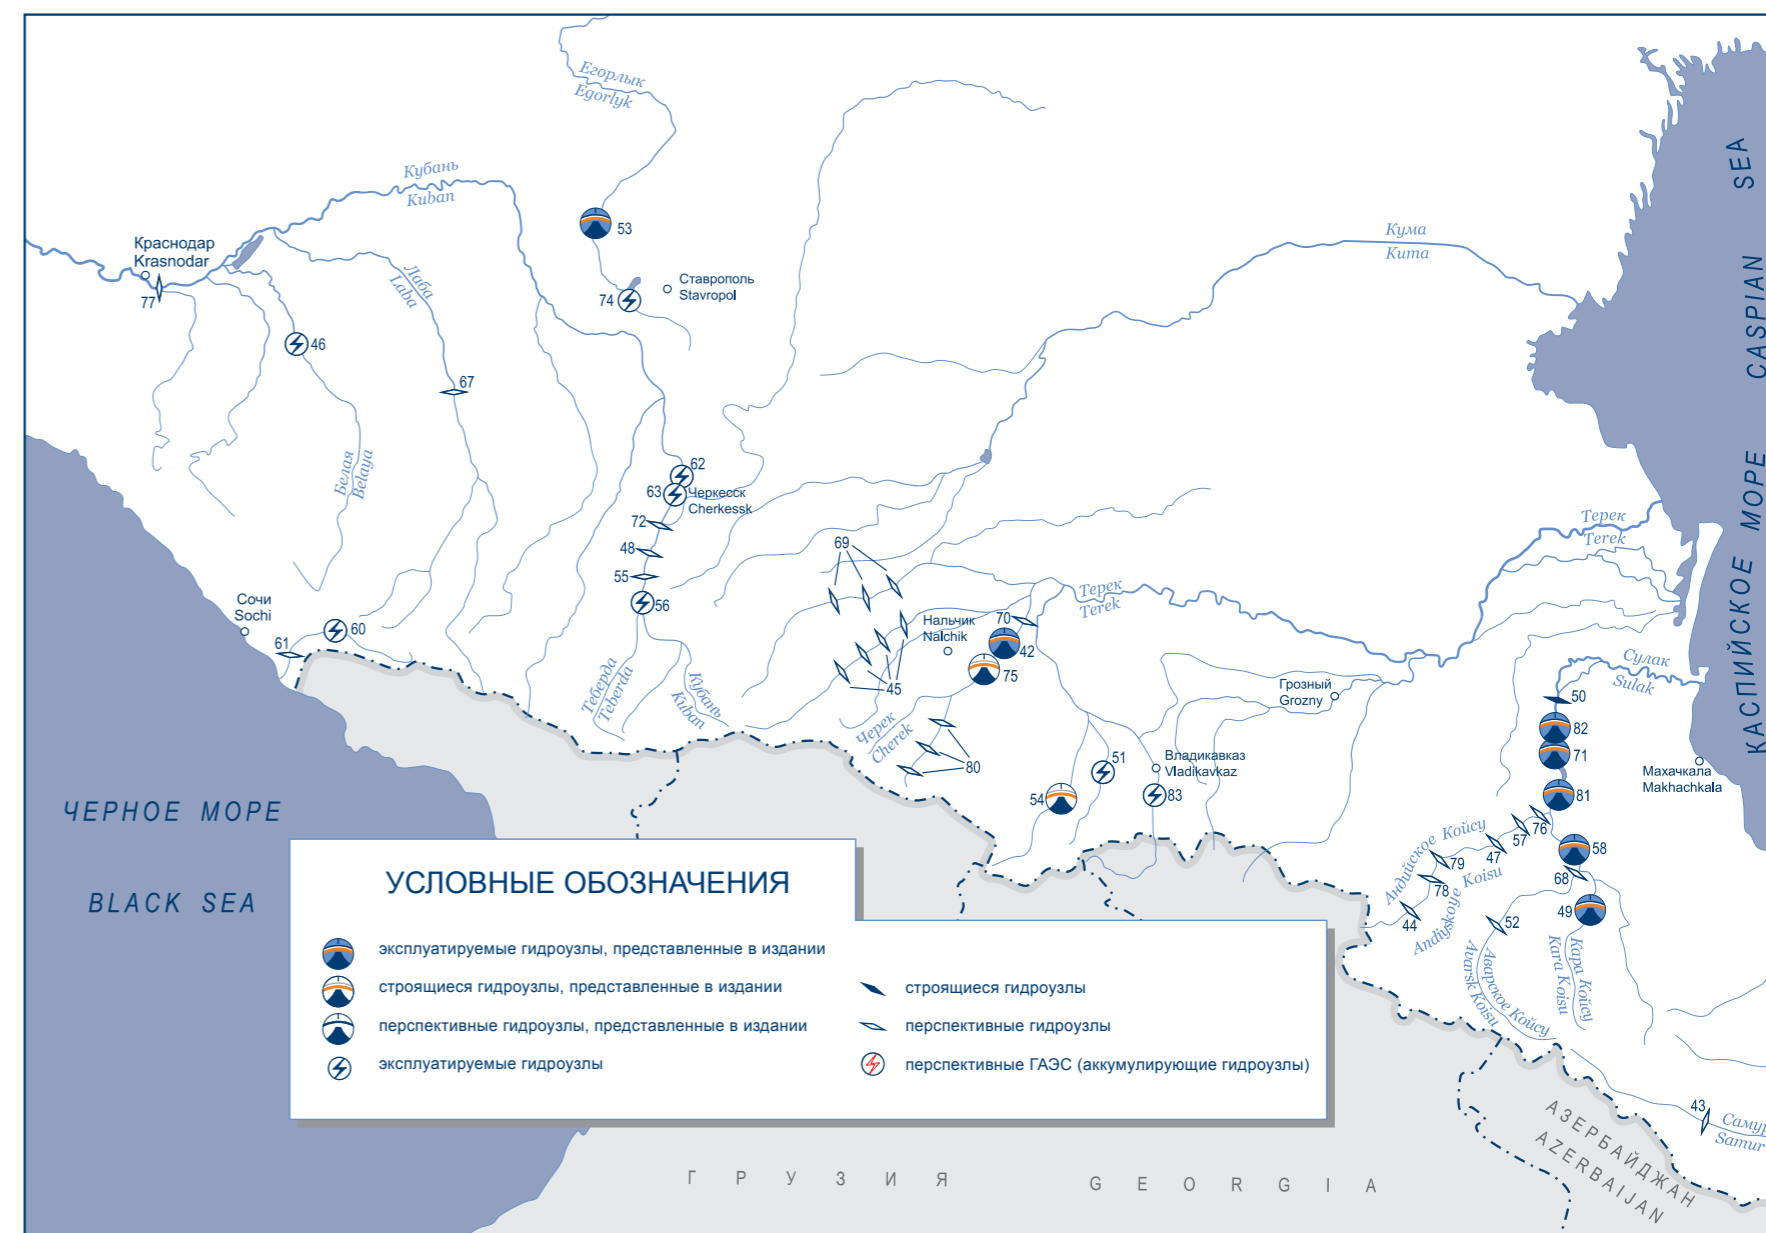 Егорлык
Egorlyk
Кубань
Kuban
Краснодар
Krasnodar
77
Лаба
Laba
53
74
Ставрополь
Stavropol
46
67
Белая
Belaya
Кума
Kuma
КАСПИЙСКОЕ МОРЕ CASPIAN SEA
62
63
Черкесск
Cherkessk
72
48
55
56
69
Сочи
Sochi
61
60
Теберда
Teberda
Кубань
Kuban
45
Нальчик
Nalchik
70
42
75
Терек
Terek
Терек
Terek
Черек
Cherek
80
54
51
Владикавказ
Vladikavkaz
83
Грозный
Grozny
Сулак
Sulak
50
82
71
81
Махачкала
Makhachkala
76
57
47
79
78
44
Андийское Койсу
Andiyskoye Koisu
58
68
49
52
Аварское Койсу
Avarsk Koisu
Кара Койсу
Kara Koisu
43
Самур
Samur
ЧЕРНОЕ МОРЕ
BLACK SEA
УСЛОВНЫЕ ОБОЗНАЧЕНИЯ
эксплуатируемые гидроузлы, представленные в издании
строящиеся гидроузлы, представленные в издании
перспективные гидроузлы, представленные в издании
эксплуатируемые гидроузлы
строящиеся гидроузлы
перспективные гидроузлы
перспективные ГАЭС (аккумулирующие гидроузлы)
ГРУЗИЯ GEORGIA
АЗЕРБАЙДЖАН
AZERBAIJAN